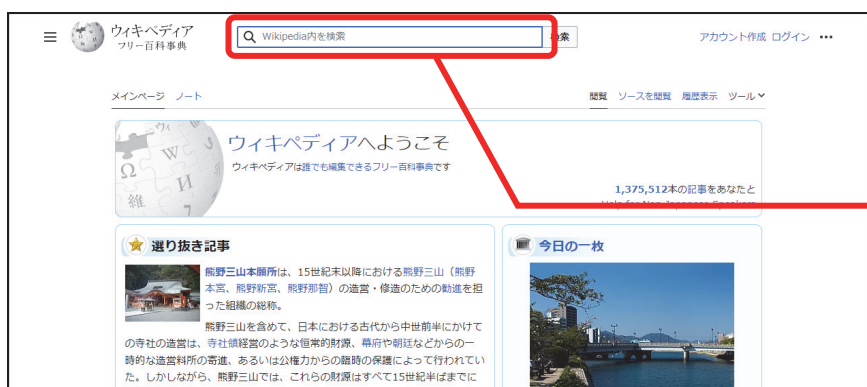 ウィキペディア
フリー百科事典
Wikipedia内を検索
索
アカウント作成 ログイン •••
メインページ ノート
閲覧 ソースを閲覧 履歴表示 ツール
ウィキペディアへようこそ
ウィキペディアは誰でも編集できるフリー百科事典です
1,375,512本の記事をあなたと
Help for Non-Japanese Speakers
選り抜き記事
熊野三山本願所は、15世紀末以降における熊野三山（熊野
本宮、熊野新宮、熊野那智）の造営・修造のための勧進を担
った組織の総称。
熊野三山を含めて、日本における古代から中世前半にかけて
の寺社の造営は、寺社領経営のような恒常的財源、幕府や朝廷などからの一
時的な造営料所の寄進、あるいは公権力からの臨時の保護によって行われてい
た。しかしながら、熊野三山では、これらの財源はすべて15世紀半ばまでに
今日の一枚